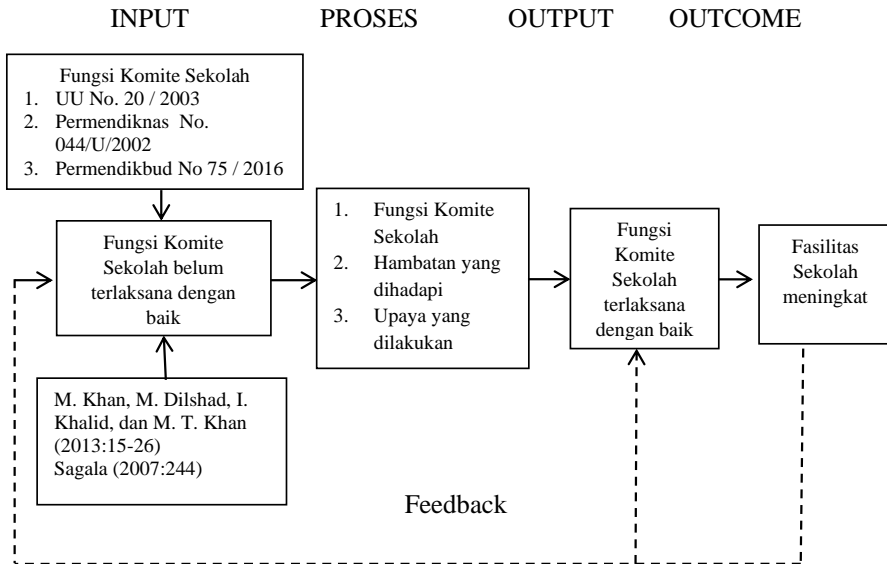 INPUT PROSES OUTPUT OUTCOME
Fungsi Komite Sekolah
1. UU No. 20 / 2003
2. Permendiknas No.
044/U/2002
3. Permendikbud No 75 / 2016
Fungsi Komite
Sekolah belum
terlaksana dengan
baik
M. Khan, M. Dilshad, I.
Khalid, dan M. T. Khan
(2013:15-26)
Sagala (2007:244)
1. Fungsi Komite
Sekolah
2. Hambatan yang
dihadapi
3. Upaya yang
dilakukan
Fungsi
Komite
Sekolah
terlaksana
dengan baik
Fasilitas
Sekolah
meningkat
Feedback